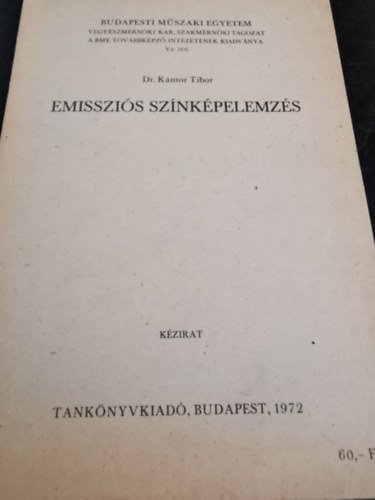 BUDAPESTI MŰSZAKI EGYETEM
VEGYÉSZMÉRNÖKI KAR, SZAKMÉRNÖKI TAGOZAT
A BME TOVÁBBKÉPZŐ INTÉZETÉNEK KIADVÁNYA
Dr. Kántor Tibor
EMISSZIÓS SZÍNKÉPELEMZÉS
KÉZIRAT
TANKÖNYVKIADÓ, BUDAPEST, 1972
60,- F